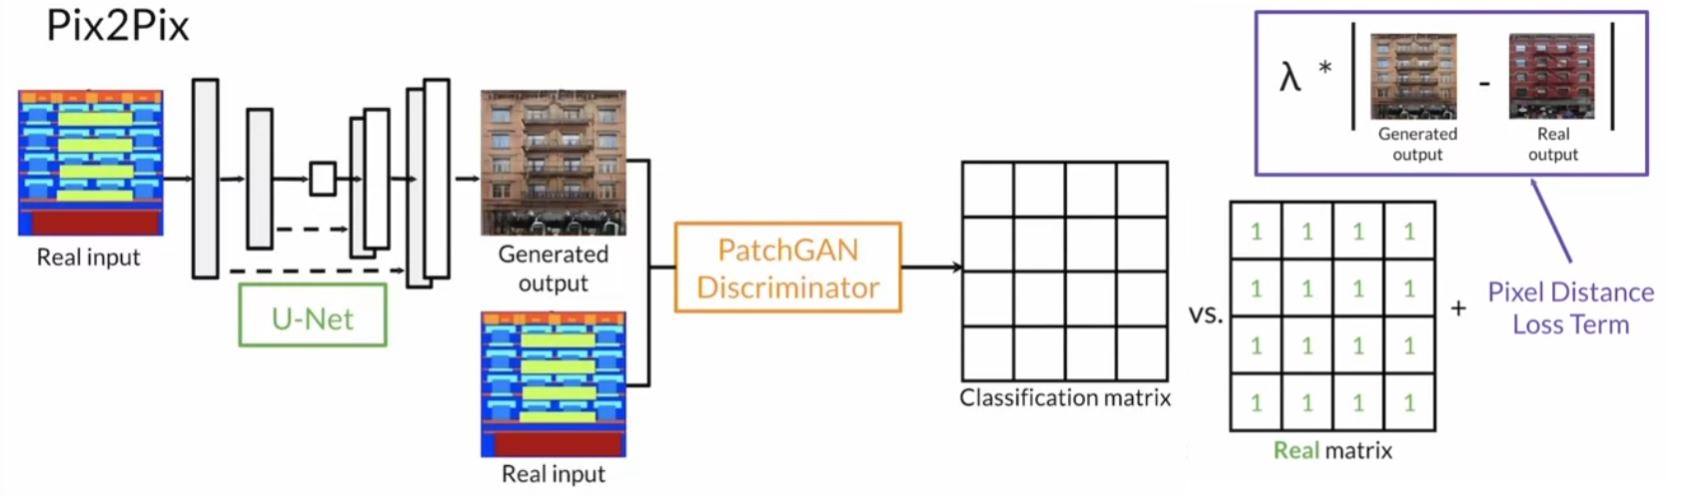 Pix2Pix
Real input
U-Net
Generated
output
Real input
PatchGAN
Discriminator
Classification matrix
vs.
1 1 1 1
1 1 1 1
1 1 1 1
1 1 1 1
Real matrix
+
λ * | - |
Generated
output
Real
output
Pixel Distance
Loss Term